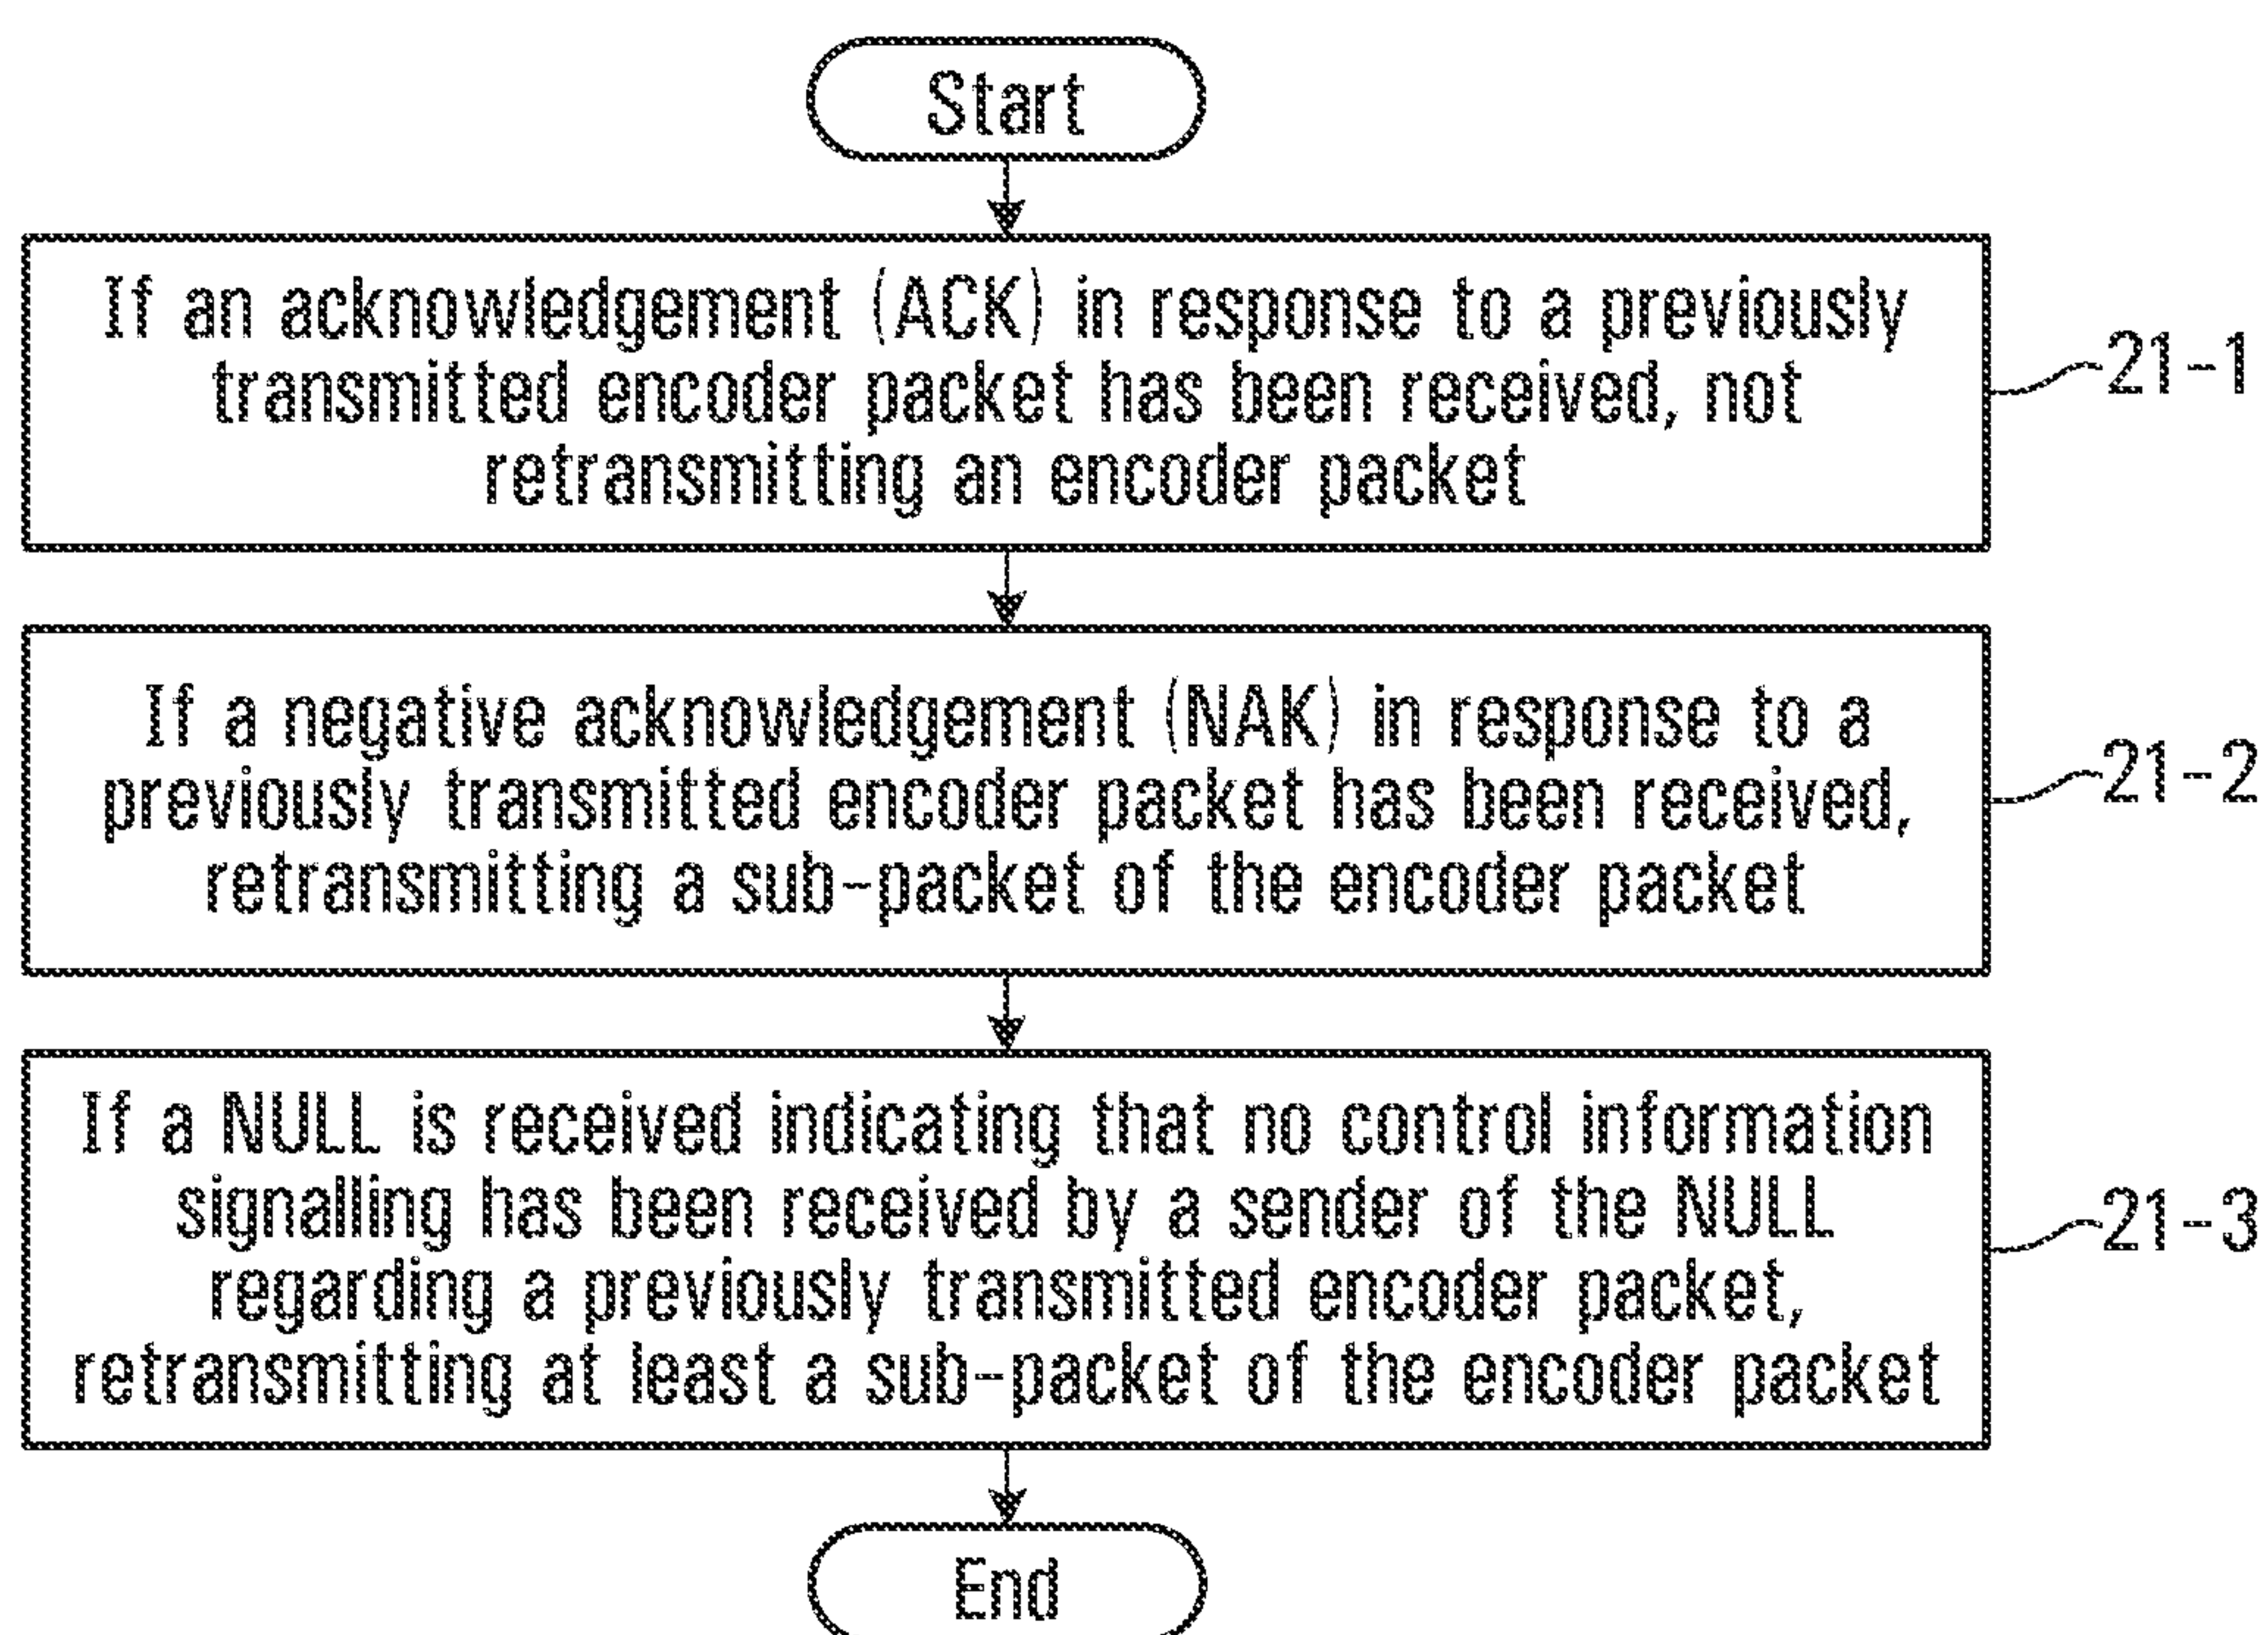 Start
If an acknowledgement (ACK) in response to a previously
transmitted encoder packet has been received, not
retransmitting an encoder packet
21-1
If a negative acknowledgement (NAK) in response to a
previously transmitted encoder packet has been received,
retransmitting a sub-packet of the encoder packet
21-2
If a NULL is received indicating that no control information
signalling has been received by a sender of the NULL
regarding a previously transmitted encoder packet,
retransmitting at least a sub-packet of the encoder packet
21-3
End